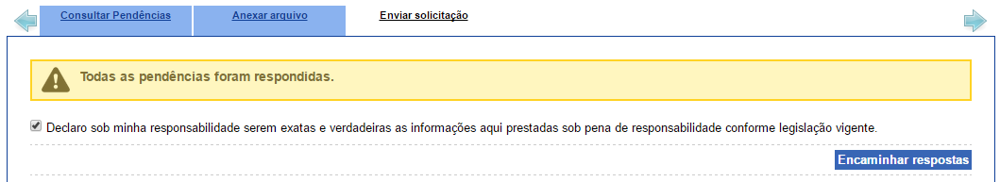 Consultar Pendências Anexar arquivo Enviar solicitação
Todas as pendências foram respondidas.
Declaro sob minha responsabilidade serem exatas e verdadeiras as informações aqui prestadas sob pena de responsabilidade conforme legislação vigente.
Encaminhar respostas